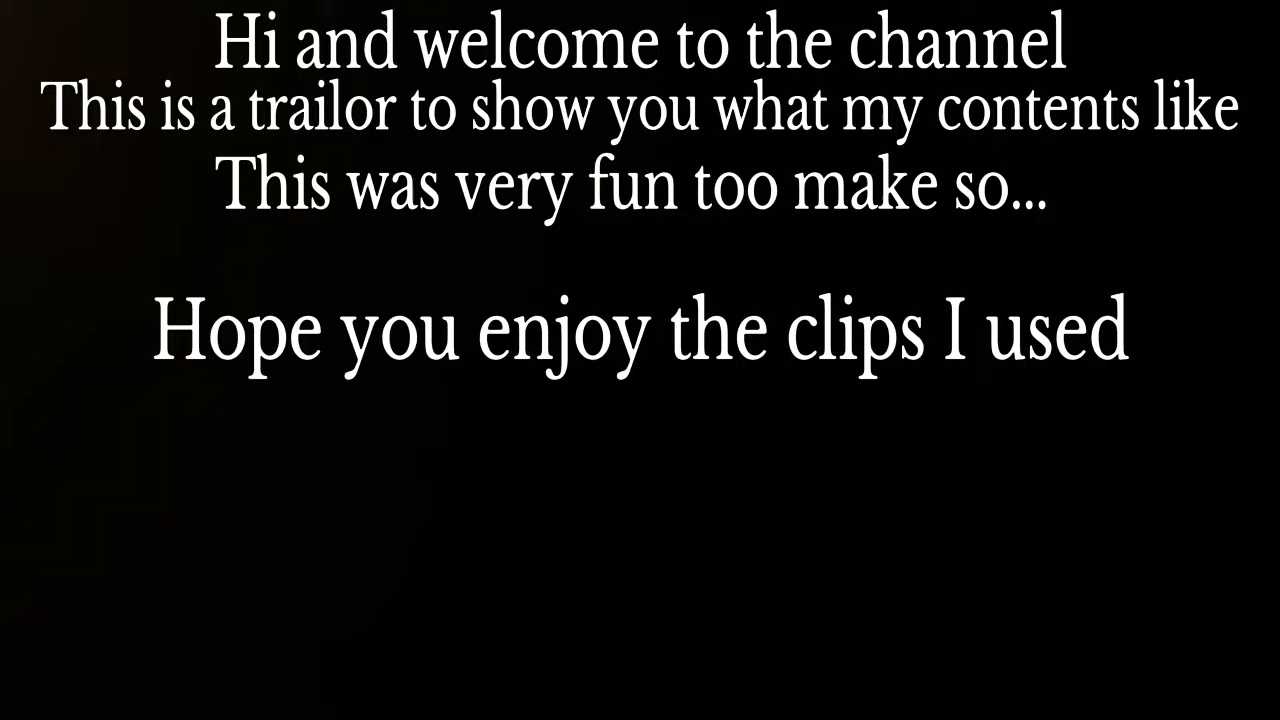 Hi and welcome to the channel
This is a trailor to show you what my contents like
This was very fun too make so...
Hope you enjoy the clips I used